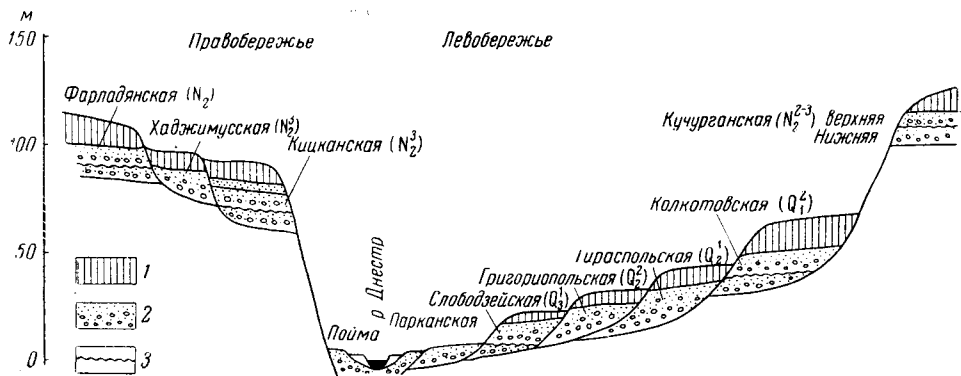 м
150
Правобережье
Левобережье
Фарладянская (N₂)
Хаджимусская (N₂³)
Кицканская (N₂³)
Кучурганская (N₂²⁻³) верхняя
Нижняя
100
Колкотовская (Q₁²)
50
Тираспольская (Q₂¹)
Григориопольская (Q₂²)
Слободзейская (Q₃¹)
р Днестр
Парканская
Пойма
0
1
2
3